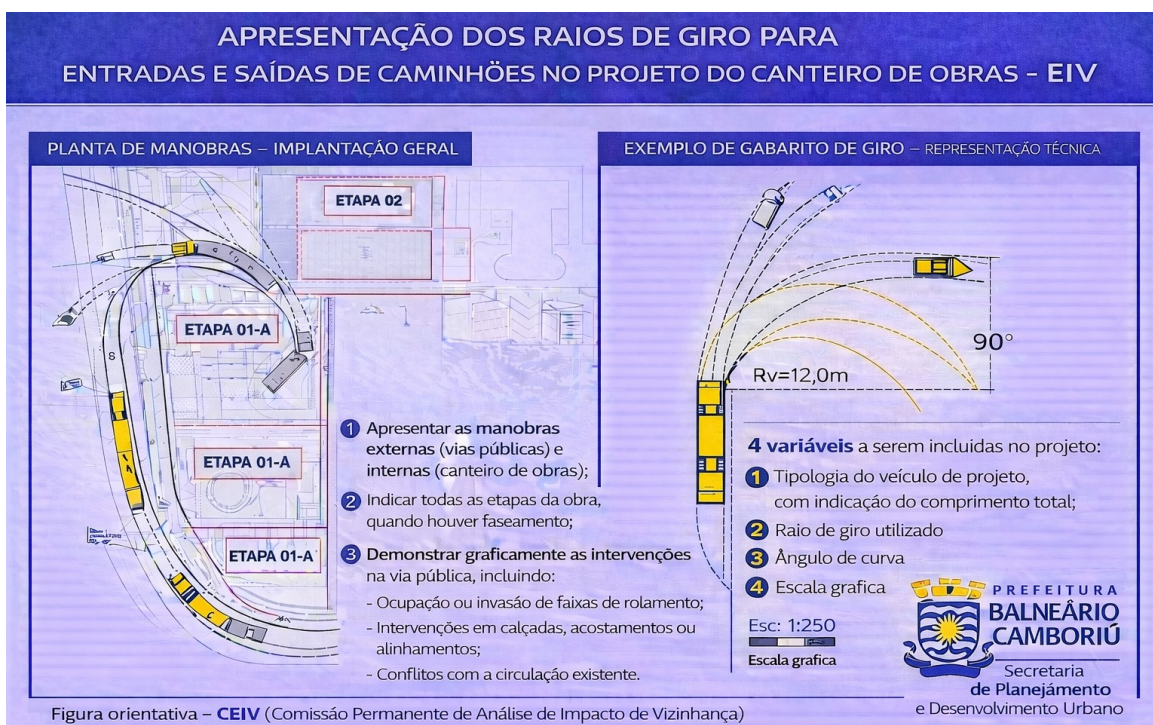 APRESENTAÇÃO DOS RAIOS DE GIRO PARA
ENTRADAS E SAÍDAS DE CAMINHÖES NO PROJETO DO CANTEIRO DE OBRAS – EIV
PLANTA DE MANOBRAS – IMPLANTAÇÃO GERAL
ETAPA 02
ETAPA 01-A
ETAPA 01-A
ETAPA 01-A
1 Apresentar as manobras
externas (vias públicas) e
internas (canteiro de obras);
2 Indicar todas as etapas da obra,
quando houver faseamento;
3 Demonstrar graficamente as intervenções
na via pública, incluindo:
- Ocupação ou invasáo de faixas de rolamento;
- Intervenções em calçadas, acostamentos ou
alinhamentos;
- Conflitos com a circulação existente.
EXEMPLO DE GABARITO DE GIRO – REPRESENTAÇÃO TÉCNICA
90°
Rv=12,0m
4 variáveis a serem incluidas no projeto:
1 Tipologia do veículo de projeto,
com indicação do comprimento total;
2 Raio de giro utilizado
3 Ângulo de curva
4 Escala grafica
Esc: 1:250
Escala grafica
PREFEITURA
BALNEÂRIO
CAMBORIÚ
Secretaria
de Planejámento
e Desenvolvimento Urbano
Figura orientativa – CEIV (Comissáo Permanente de Análise de Impacto de Vizinhança)